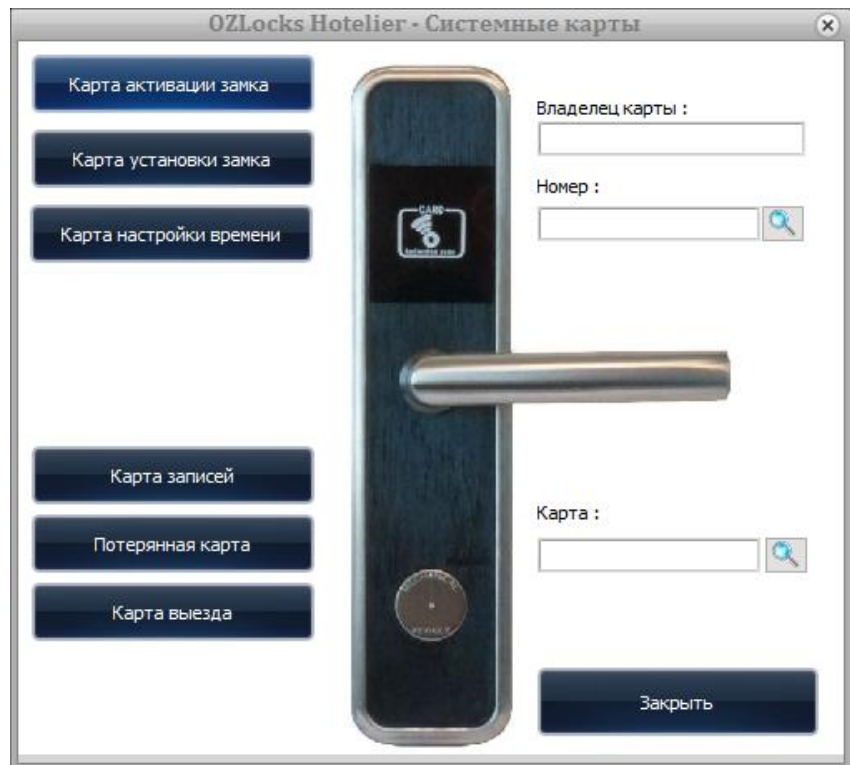 OZLocks Hotelier - Системные карты
Карта активации замка
Карта установки замка
Карта настройки времени
Карта записей
Потерянная карта
Карта выезда
CARD
Владелец карты :
Номер :
Карта :
Закрыть